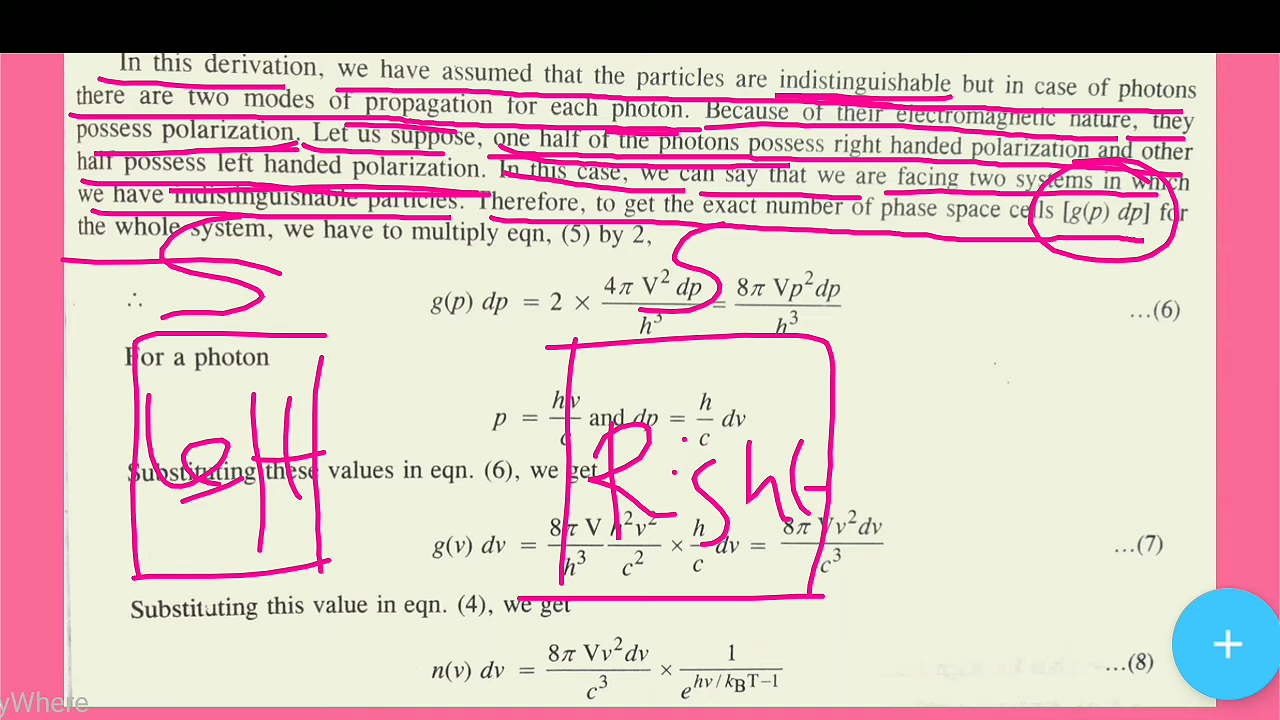 In this derivation, we have assumed that the particles are indistinguishable but in case of photons
there are two modes of propagation for each photon. Because of their electromagnetic nature, they
possess polarization. Let us suppose, one half of the photons possess right handed polarization and other
half possess left handed polarization. In this case, we can say that we are facing two systems in which
we have indistinguishable particles. Therefore, to get the exact number of phase space cells [g(p) dp] for
the whole system, we have to multiply eqn, (5) by 2,
∴ g(p) dp = 2 × 4π V² dp / h³ = 8π Vp²dp / h³ ...(6)
For a photon
p = hν / c and dp = h / c dν
Substituting these values in eqn. (6), we get
left
Right
g(ν) dν = 8π V / h³ h²ν² / c² × h / c dν = 8π Vν²dν / c³ ...(7)
Substituting this value in eqn. (4), we get
n(ν) dν = 8π Vν²dν / c³ × 1 / e^{hν/k_BT–1} ...(8)
yWhere
+